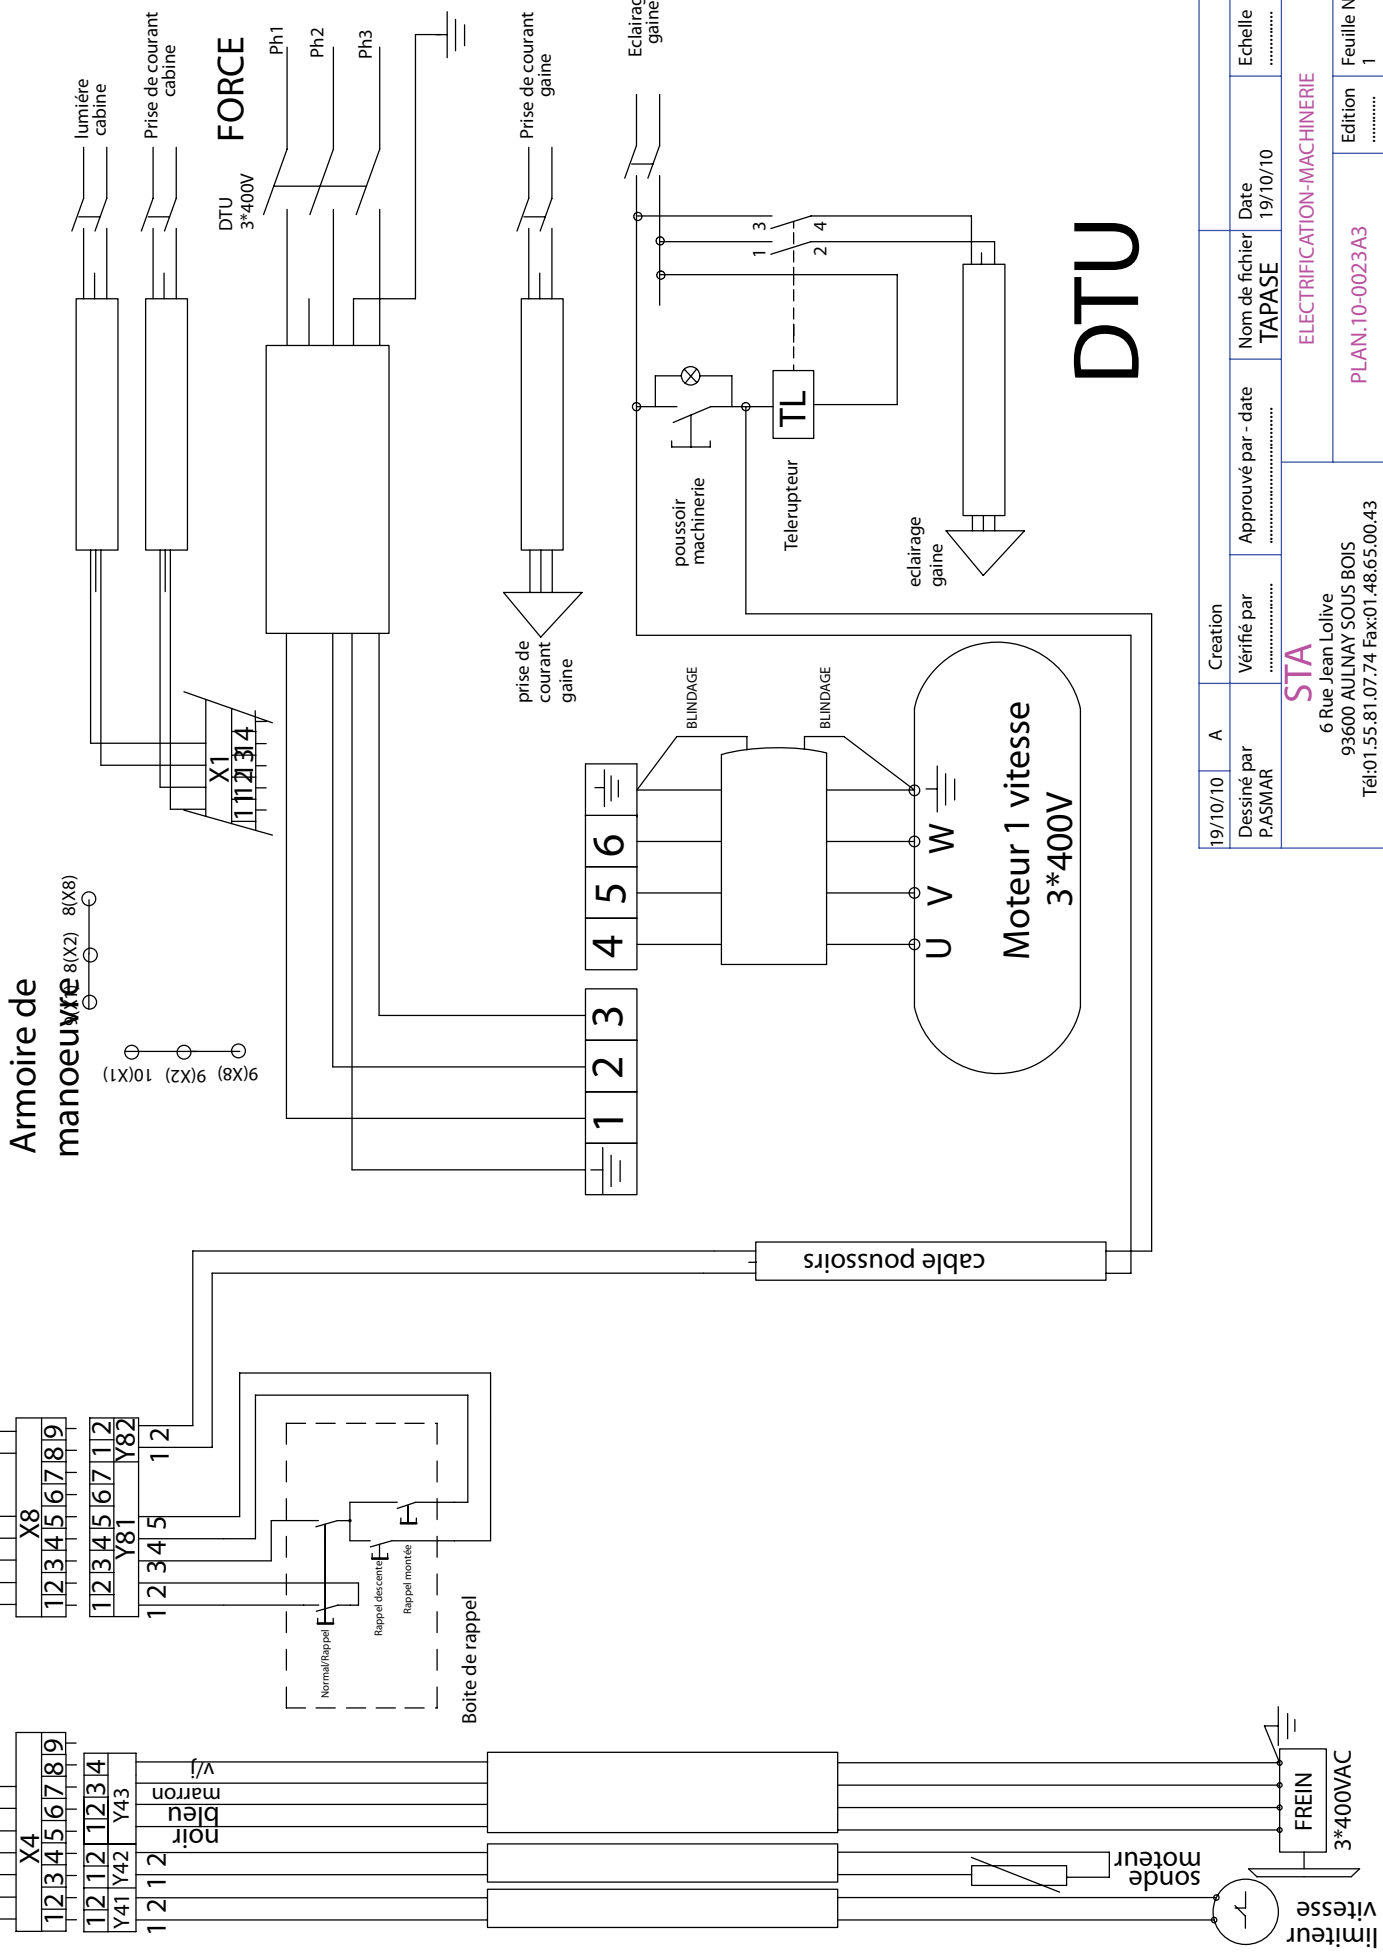 Armoire de
manoeuvre
9(X1)
8(X2)
8(X8)
10(X1)
9(X2)
9(X8)
lumiére
cabine
Prise de courant
cabine
FORCE
DTU
3*400V
Ph1
Ph2
Ph3
Prise de courant
gaine
Eclairag
gaine
X1
11 12 13 14
prise de
courant
gaine
poussoir
machinerie
TL
Telerupteur
1
3
2
4
eclairage
gaine
DTU
1 2 3
4 5 6
BLINDAGE
BLINDAGE
U V W
Moteur 1 vitesse
3*400V
cable poussoirs
X8
1 2 3 4 5 6 7 8 9
1 2 3 4 5 6 7
1 2
Y81
Y82
1 2 3 4 5
1 2
Normal/Rappel
Rappel descente
Rappel montée
Boite de rappel
X4
1 2 3 4 5 6 7 8 9
1 2
1 2
1 2 3 4
Y41
Y42
Y43
1 2
1 2
noir
bleu
marron
v/j
sonde
moteur
limiteur
vitesse
FREIN
3*400VAC
19/10/10
A
Creation
Dessiné par
P.ASMAR
Vérifié par
..................
Approuvé par - date
............................
Nom de fichier
TAPASE
Date
19/10/10
Echelle
............
STA
6 Rue Jean Lolive
93600 AULNAY SOUS BOIS
Tél:01.55.81.07.74 Fax:01.48.65.00.43
ELECTRIFICATION-MACHINERIE
PLAN.10-0023A3
Edition
..........
Feuille N
1